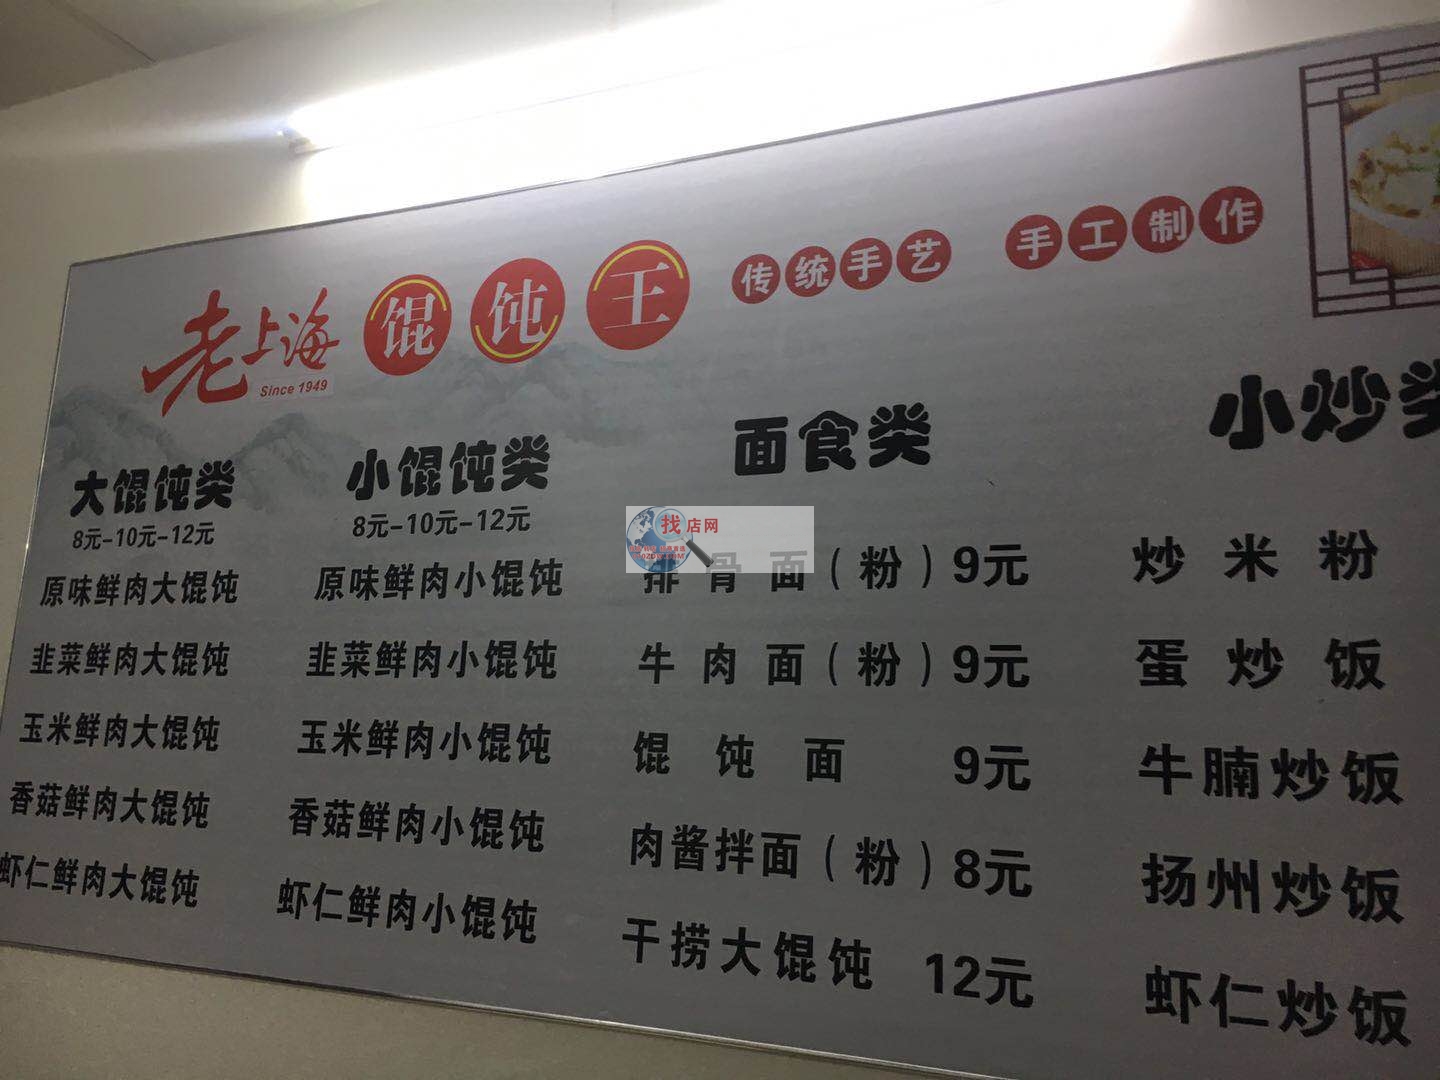 老上海 馄饨王 传统手艺 手工制作
Since 1949
大馄饨类
8元-10元-12元
原味鲜肉大馄饨
韭菜鲜肉大馄饨
玉米鲜肉大馄饨
香菇鲜肉大馄饨
虾仁鲜肉大馄饨
小馄饨类
8元-10元-12元
原味鲜肉小馄饨
韭菜鲜肉小馄饨
玉米鲜肉小馄饨
香菇鲜肉小馄饨
虾仁鲜肉小馄饨
面食类
找店网
排骨面(粉)9元
牛肉面(粉)9元
馄饨面 9元
肉酱拌面(粉)8元
干捞大馄饨 12元
小炒类
炒米粉
蛋炒饭
牛腩炒饭
扬州炒饭
虾仁炒饭